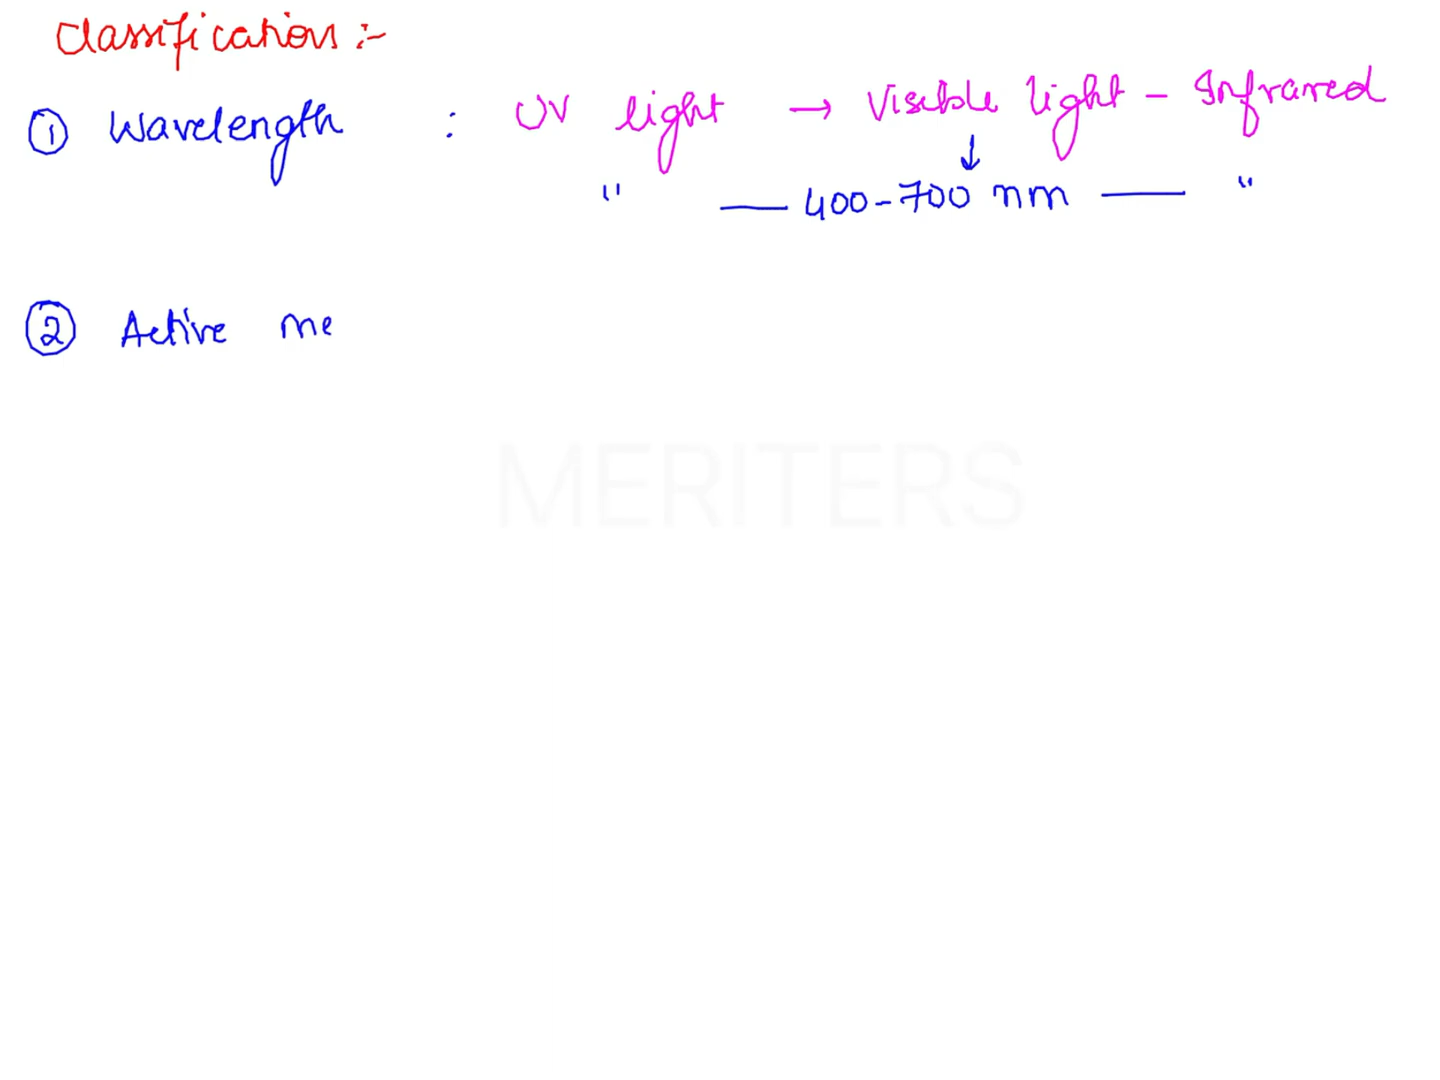 Classification :-
① Wavelength : UV light → Visible light - Infrared
↓
" — 400-700 nm — "
② Active me
MERITERS